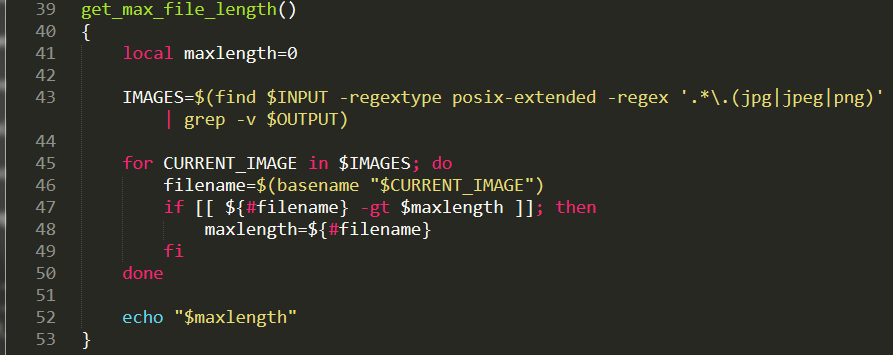 39 get_max_file_length()
40 {
41     local maxlength=0
42
43     IMAGES=$(find $INPUT -regextype posix-extended -regex '.*\.(jpg|jpeg|png)'
         | grep -v $OUTPUT)
44
45     for CURRENT_IMAGE in $IMAGES; do
46         filename=$(basename "$CURRENT_IMAGE")
47         if [[ ${#filename} -gt $maxlength ]]; then
48             maxlength=${#filename}
49         fi
50     done
51
52     echo "$maxlength"
53 }